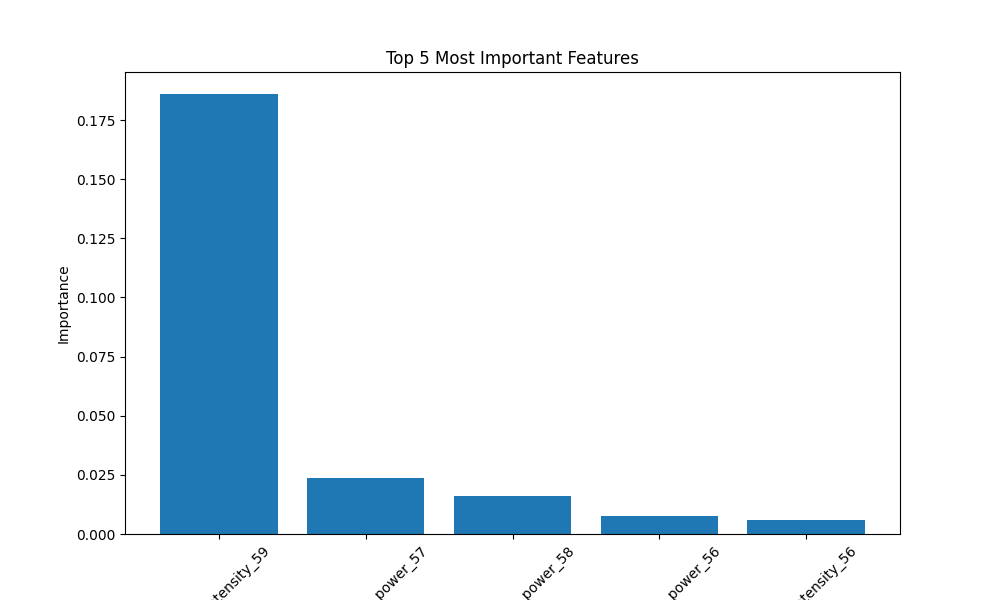 Top 5 Most Important Features
Importance
0.175
0.150
0.125
0.100
0.075
0.050
0.025
0.000
tensity_59
power_57
power_58
power_56
tensity_56